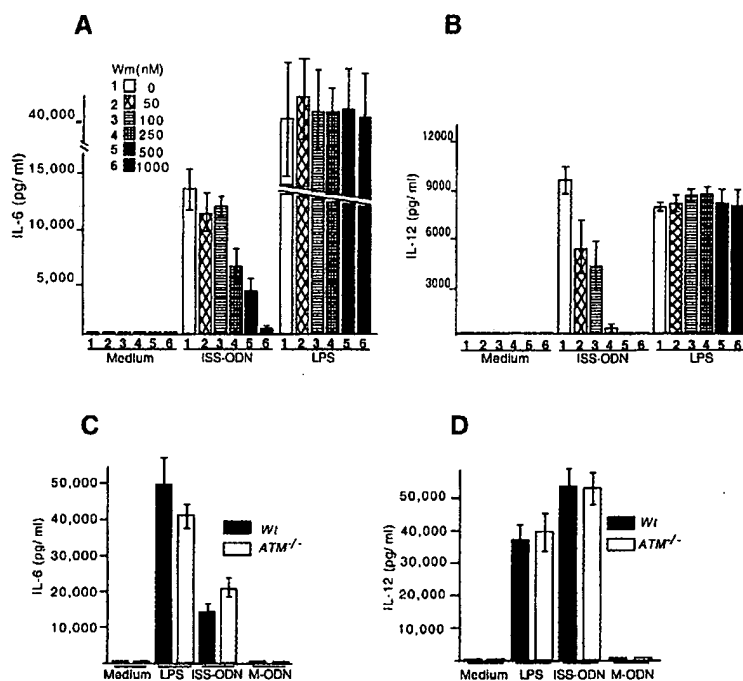 A
Wm(nM)
1 0
2 50
3 100
4 250
5 500
6 1000
IL-6 (pg/ ml)
40,000
15,000
10,000
5,000
1 2 3 4 5 6 1 2 3 4 5 6 1 2 3 4 5 6
Medium ISS-ODN LPS
B
IL-12 (pg/ ml)
12000
9000
6000
3000
1 2 3 4 5 6 1 2 3 4 5 6 1 2 3 4 5 6
Medium ISS-ODN LPS
C
IL-6 (pg/ ml)
50,000
40,000
30,000
20,000
10,000
Wt
ATM-/-
Medium LPS ISS-ODN M-ODN
D
IL-12 (pg/ ml)
50,000
40,000
30,000
20,000
10,000
Wt
ATM-/-
Medium LPS ISS-ODN M-ODN